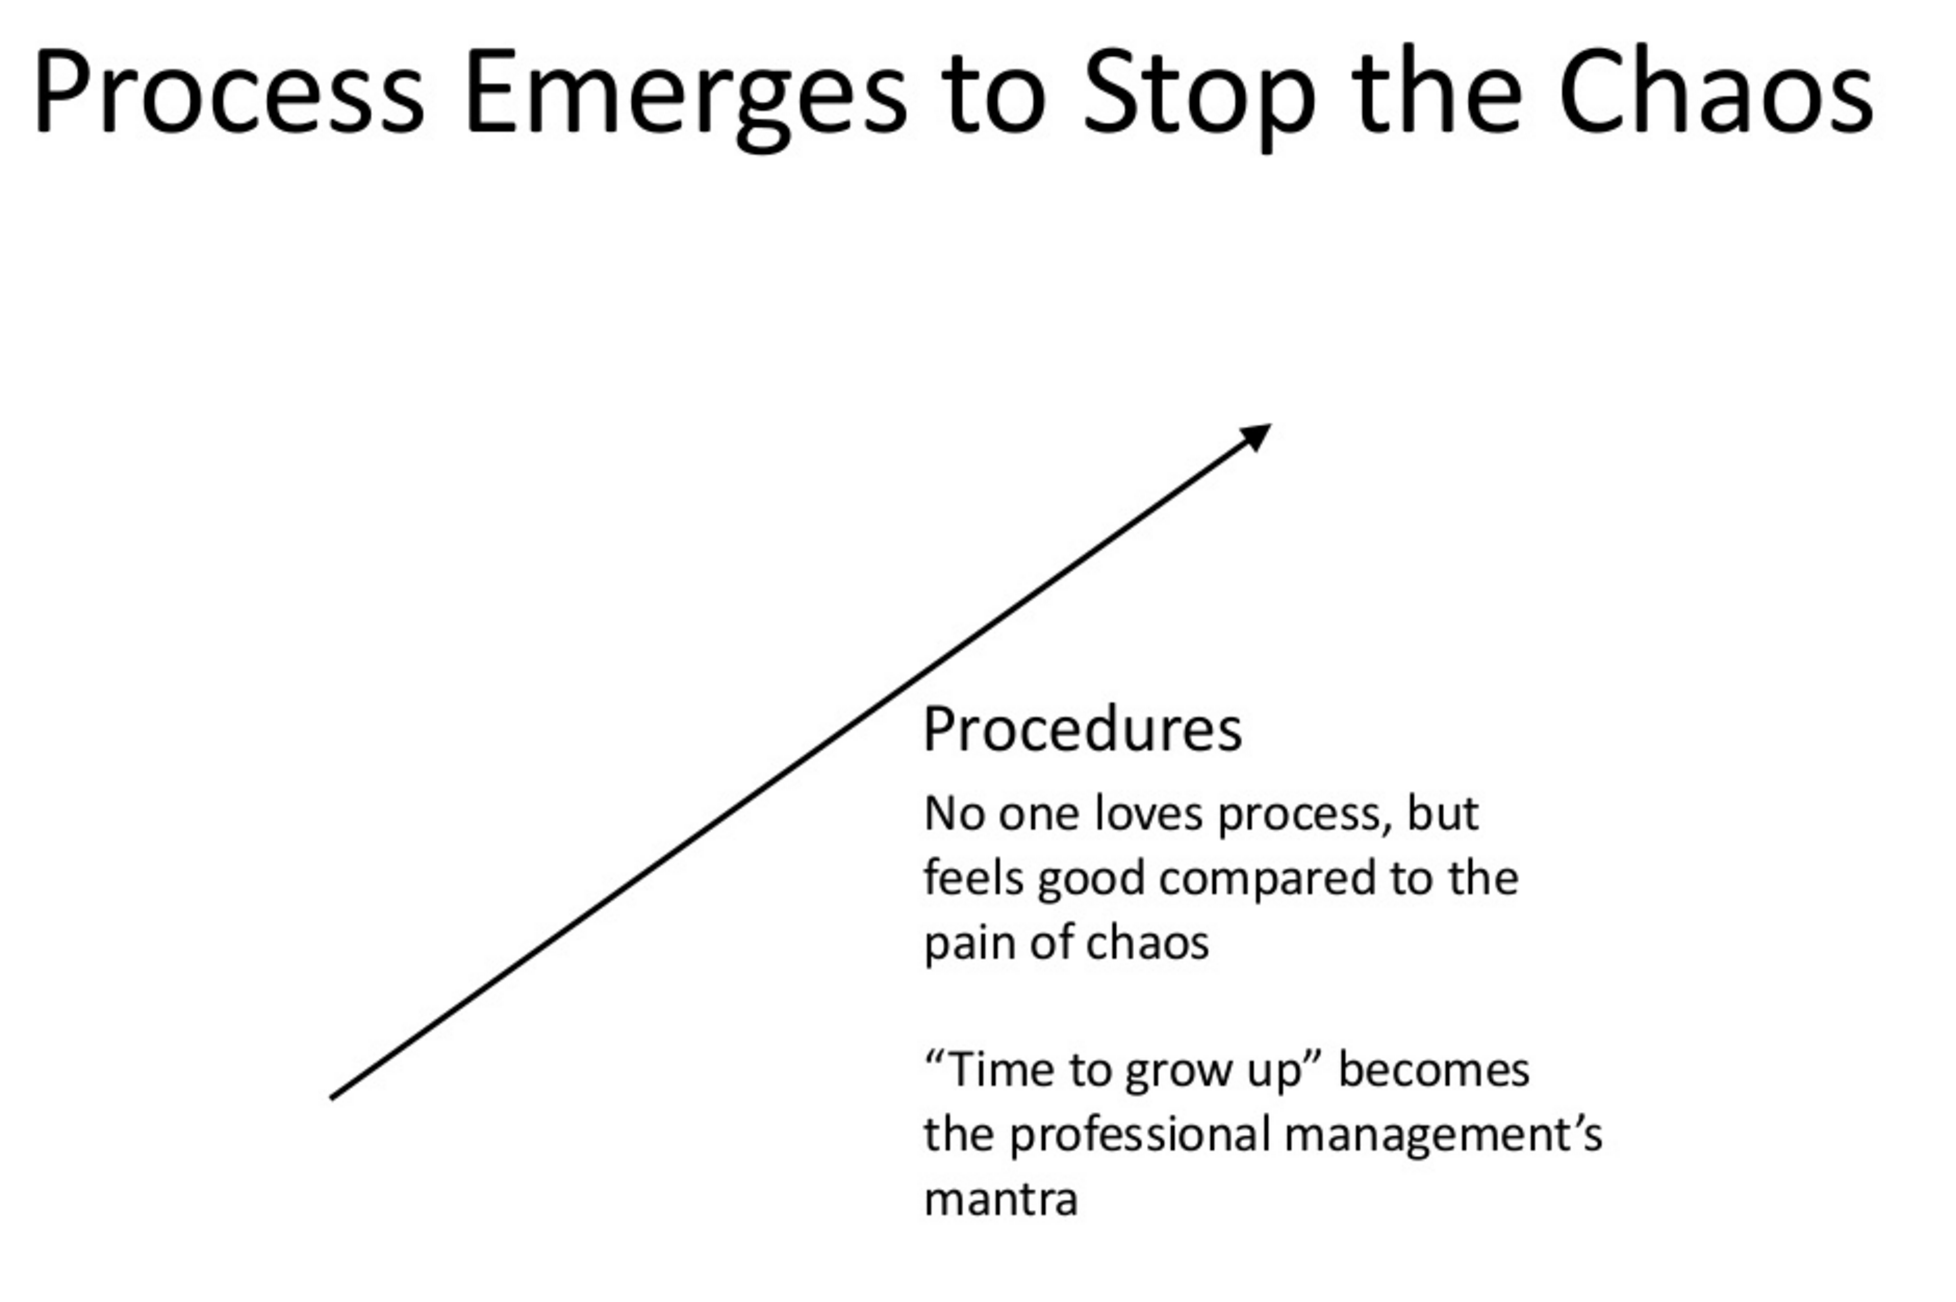 Process Emerges to Stop the Chaos
Procedures
No one loves process, but
feels good compared to the
pain of chaos
“Time to grow up” becomes
the professional management’s
mantra